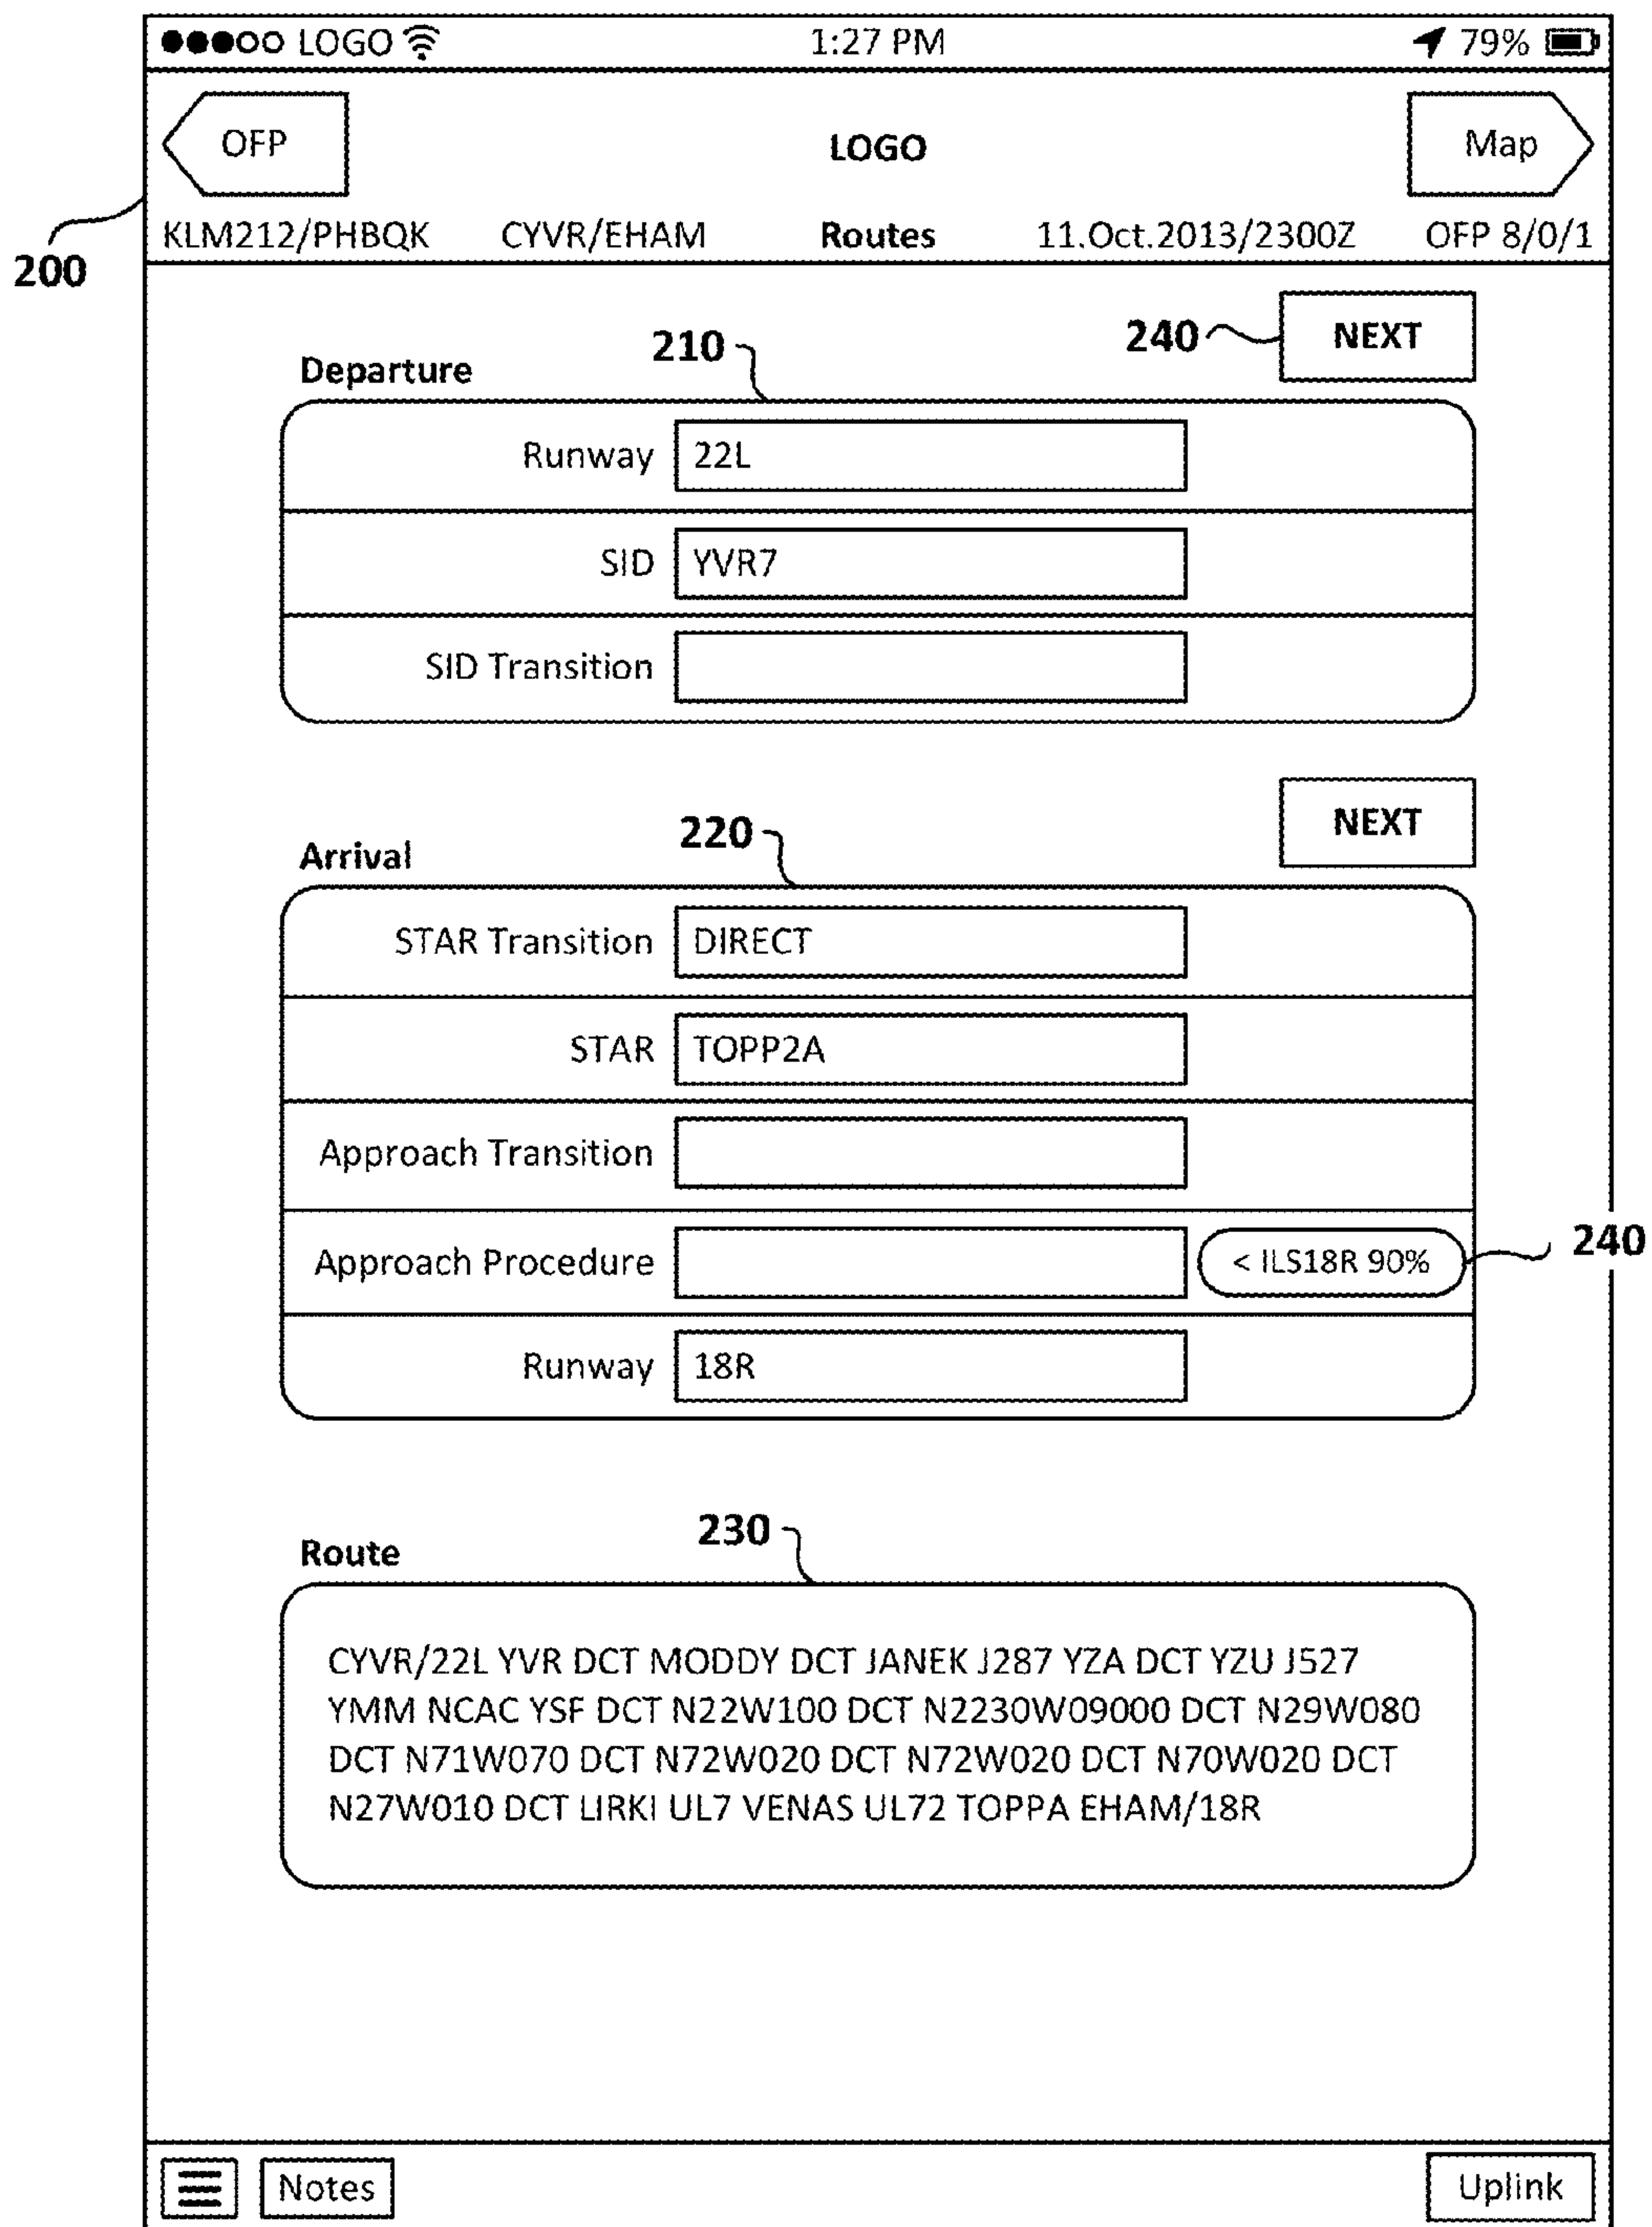 LOGO 1:27 PM 79%
OFP LOGO Map
KLM212/PHBQK CYVR/EHAM Routes 11.Oct.2013/2300Z OFP 8/0/1
200
240 NEXT
Departure 210
Runway 22L
SID YVR7
SID Transition
NEXT
Arrival 220
STAR Transition DIRECT
STAR TOPP2A
Approach Transition
Approach Procedure < ILS18R 90% 240
Runway 18R
Route 230
CYVR/22L YVR DCT MODDY DCT JANEK J287 YZA DCT YZU J527
YMM NCAC YSF DCT N22W100 DCT N2230W09000 DCT N29W080
DCT N71W070 DCT N72W020 DCT N72W020 DCT N70W020 DCT
N27W010 DCT LIRKI UL7 VENAS UL72 TOPPA EHAM/18R
Notes Uplink